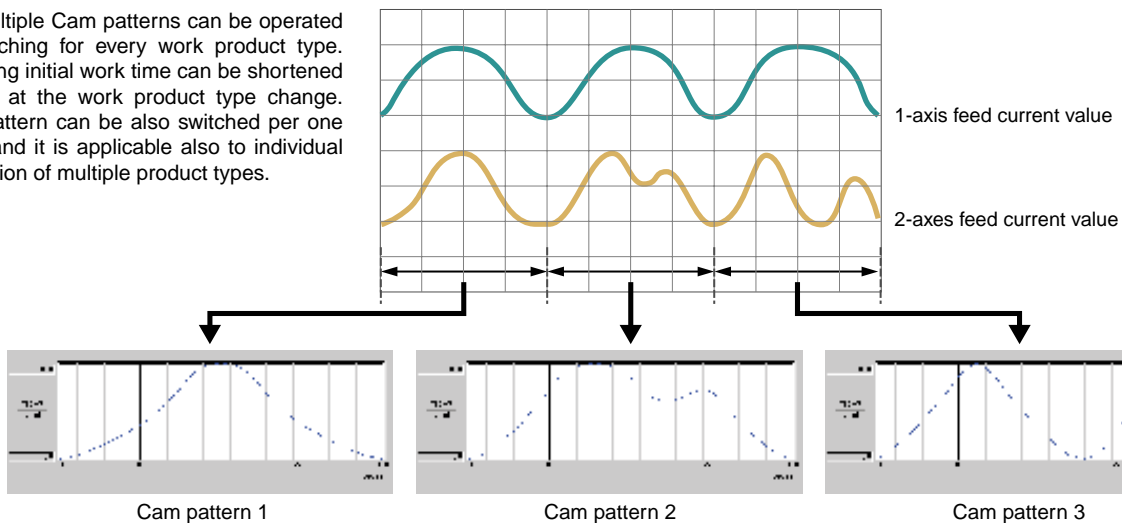 ltiple Cam patterns can be operated
ching for every work product type.
ng initial work time can be shortened
at the work product type change.
attern can be also switched per one
and it is applicable also to individual
ion of multiple product types.
1-axis feed current value
2-axes feed current value
Cam pattern 1
Cam pattern 2
Cam pattern 3